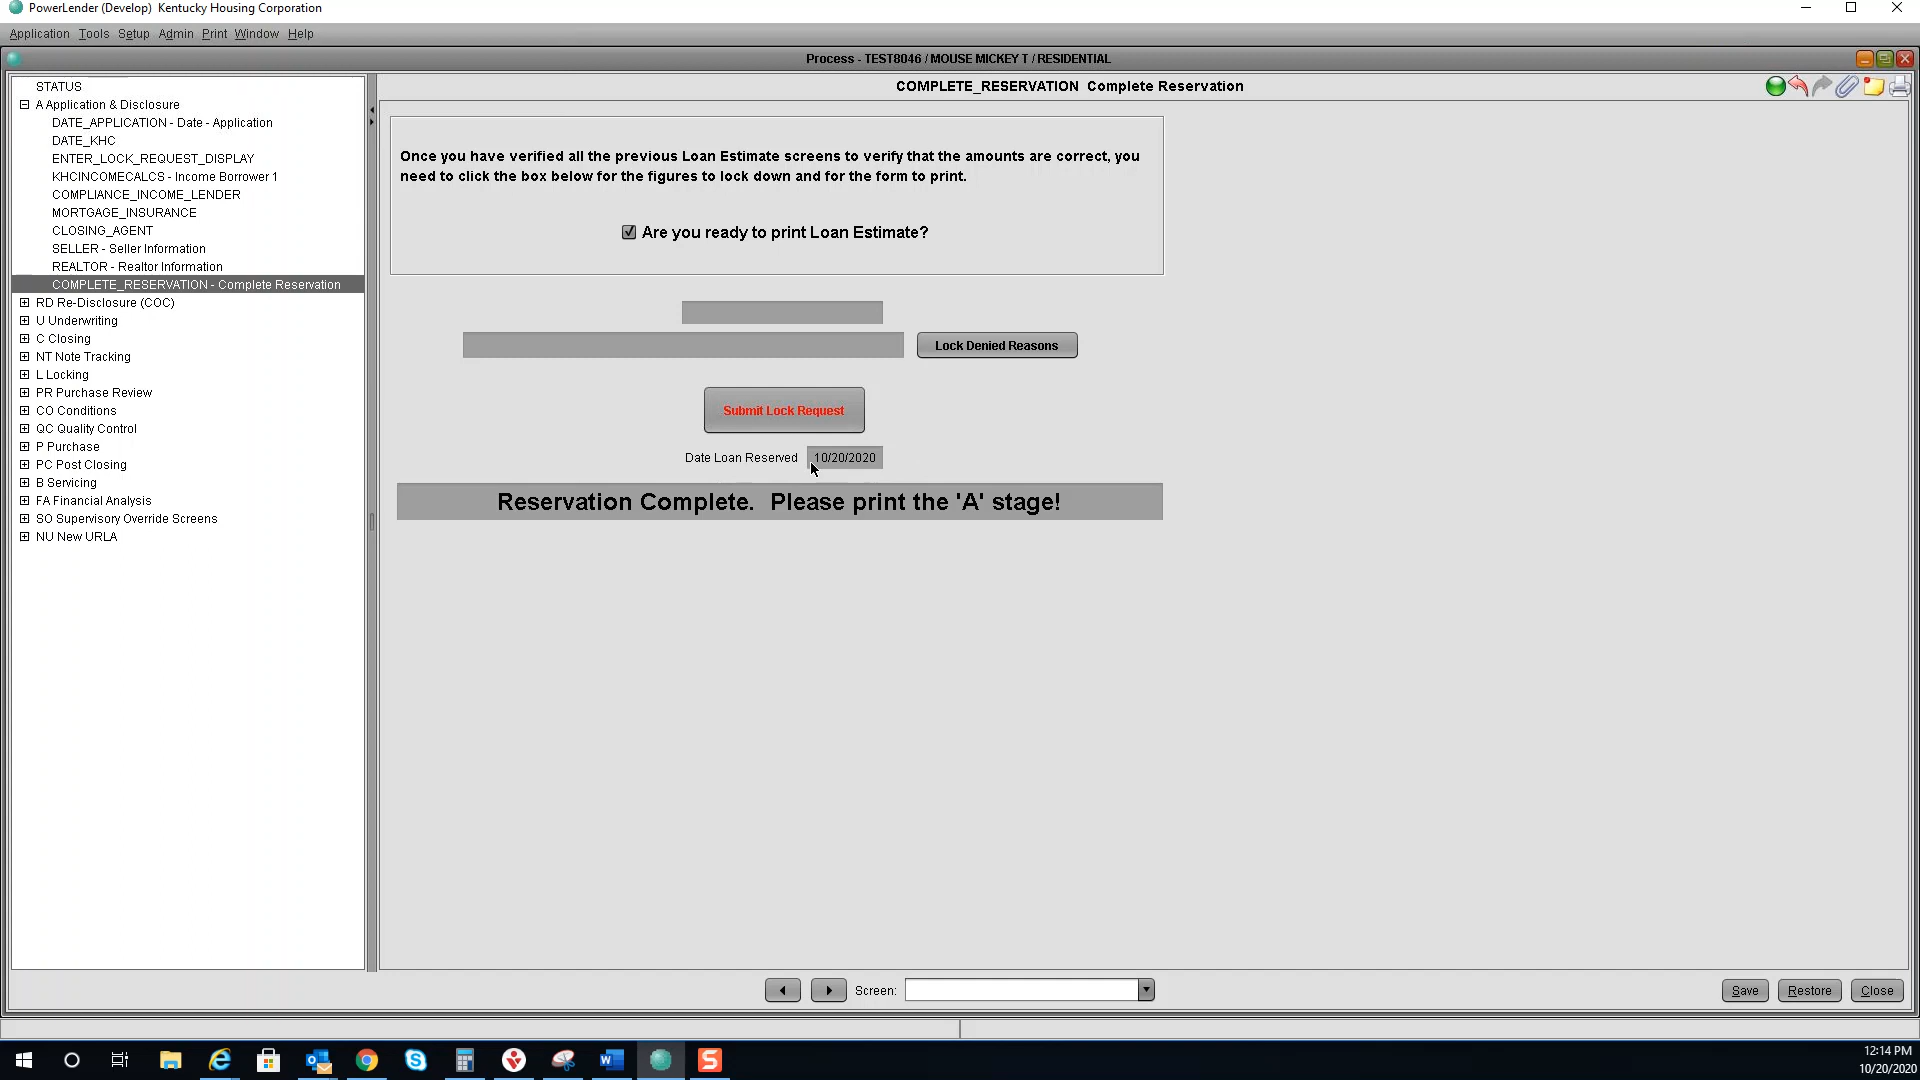 PowerLender (Develop)  Kentucky Housing Corporation
Application Tools Setup Admin Print Window Help
Process - TEST8046 / MOUSE MICKEY T / RESIDENTIAL
COMPLETE_RESERVATION  Complete Reservation
STATUS
A Application & Disclosure
DATE_APPLICATION - Date - Application
DATE_KHC
ENTER_LOCK_REQUEST_DISPLAY
KHCINCOMECALCS - Income Borrower 1
COMPLIANCE_INCOME_LENDER
MORTGAGE_INSURANCE
CLOSING_AGENT
SELLER - Seller Information
REALTOR - Realtor Information
COMPLETE_RESERVATION - Complete Reservation
RD Re-Disclosure (COC)
U Underwriting
C Closing
NT Note Tracking
L Locking
PR Purchase Review
CO Conditions
QC Quality Control
P Purchase
PC Post Closing
B Servicing
FA Financial Analysis
SO Supervisory Override Screens
NU New URLA
Once you have verified all the previous Loan Estimate screens to verify that the amounts are correct, you
need to click the box below for the figures to lock down and for the form to print.
Are you ready to print Loan Estimate?
Lock Denied Reasons
Submit Lock Request
Date Loan Reserved 10/20/2020
Reservation Complete.  Please print the 'A' stage!
Screen:
Save Restore Close
12:14 PM
10/20/2020